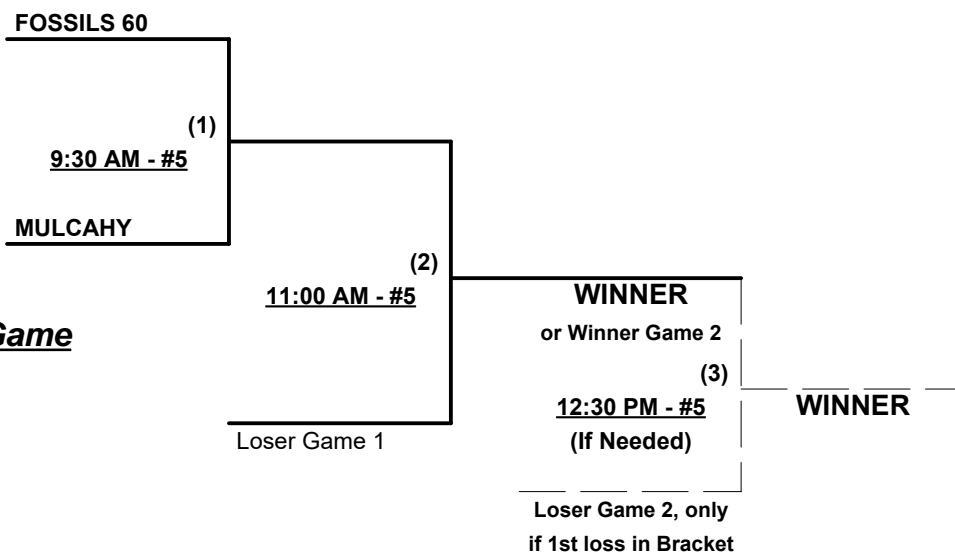 FOSSILS 60
(1)
9:30 AM - #5
MULCAHY
(2)
11:00 AM - #5
WINNER
or Winner Game 2
Game
(3)
12:30 PM - #5
WINNER
Loser Game 1
(If Needed)
Loser Game 2, only
if 1st loss in Bracket